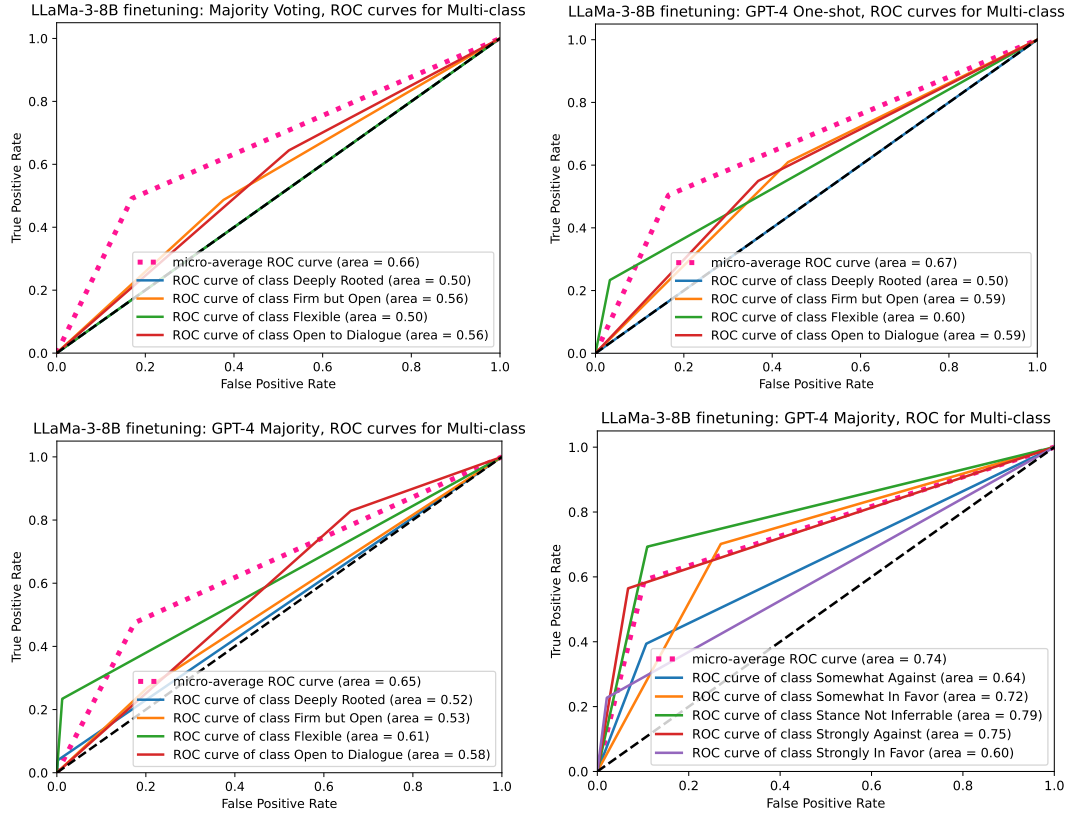 LLaMa-3-8B finetuning: Majority Voting, ROC curves for Multi-class
1.0
0.8
0.6
0.4
0.2
0.0
True Positive Rate
micro-average ROC curve (area = 0.66)
ROC curve of class Deeply Rooted (area = 0.50)
ROC curve of class Firm but Open (area = 0.56)
ROC curve of class Flexible (area = 0.50)
ROC curve of class Open to Dialogue (area = 0.56)
0.0 0.2 0.4 0.6 0.8 1.0
False Positive Rate
LLaMa-3-8B finetuning: GPT-4 One-shot, ROC curves for Multi-class
1.0
0.8
0.6
0.4
0.2
0.0
True Positive Rate
micro-average ROC curve (area = 0.67)
ROC curve of class Deeply Rooted (area = 0.50)
ROC curve of class Firm but Open (area = 0.59)
ROC curve of class Flexible (area = 0.60)
ROC curve of class Open to Dialogue (area = 0.59)
0.0 0.2 0.4 0.6 0.8 1.0
False Positive Rate
LLaMa-3-8B finetuning: GPT-4 Majority, ROC curves for Multi-class
1.0
0.8
0.6
0.4
0.2
0.0
True Positive Rate
micro-average ROC curve (area = 0.65)
ROC curve of class Deeply Rooted (area = 0.52)
ROC curve of class Firm but Open (area = 0.53)
ROC curve of class Flexible (area = 0.61)
ROC curve of class Open to Dialogue (area = 0.58)
0.0 0.2 0.4 0.6 0.8 1.0
False Positive Rate
LLaMa-3-8B finetuning: GPT-4 Majority, ROC for Multi-class
1.0
0.8
0.6
0.4
0.2
0.0
True Positive Rate
micro-average ROC curve (area = 0.74)
ROC curve of class Somewhat Against (area = 0.64)
ROC curve of class Somewhat In Favor (area = 0.72)
ROC curve of class Stance Not Inferrable (area = 0.79)
ROC curve of class Strongly Against (area = 0.75)
ROC curve of class Strongly In Favor (area = 0.60)
0.0 0.2 0.4 0.6 0.8 1.0
False Positive Rate